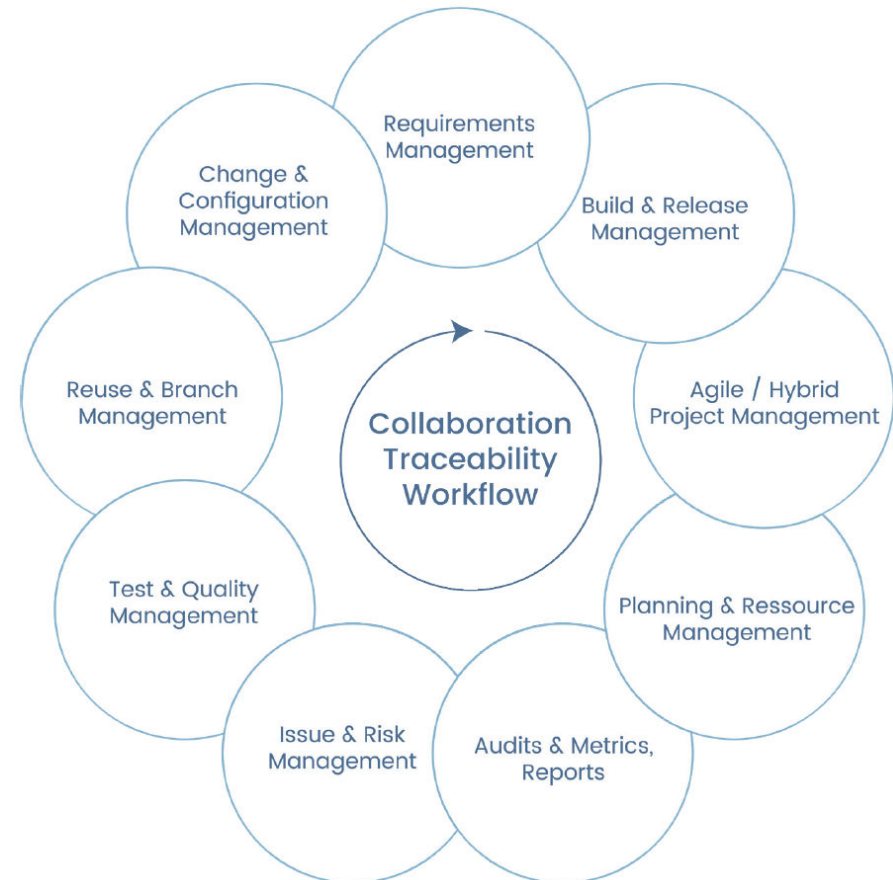 Requirements
Management
Build & Release
Management
Agile / Hybrid
Project Management
Planning & Ressource
Management
Audits & Metrics,
Reports
Issue & Risk
Management
Test & Quality
Management
Reuse & Branch
Management
Change &
Configuration
Management
Collaboration
Traceability
Workflow